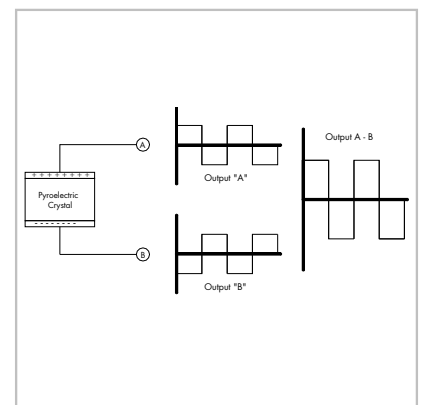 Output A - B
A
+ + + + + + + +
Output "A"
Pyroelectric
Crystal
- - - - - - - -
B
Output "B"